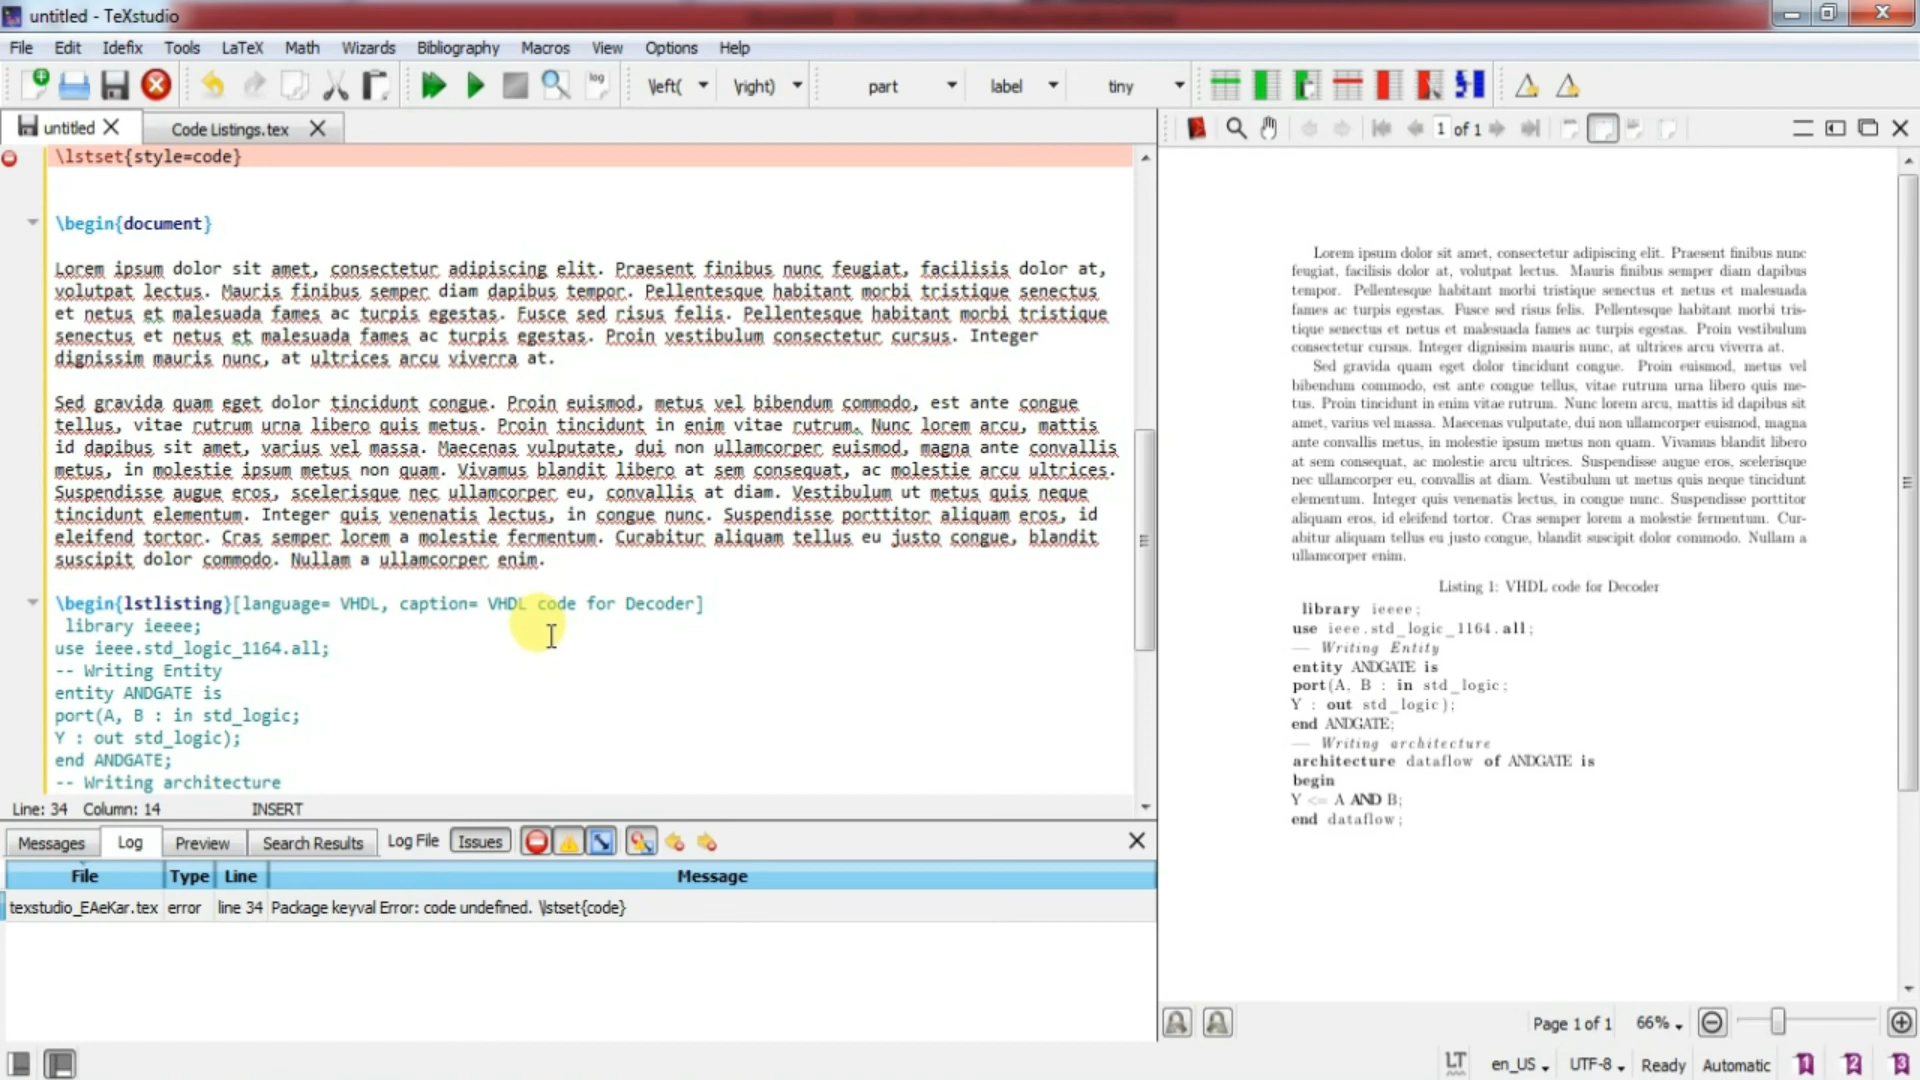 untitled - TeXstudio
File Edit Idefix Tools LaTeX Math Wizards Bibliography Macros View Options Help
log \left( \right) part label tiny
untitled Code Listings.tex 1 of 1
\lstset{style=code}
\begin{document}
Lorem ipsum dolor sit amet, consectetur adipiscing elit. Praesent finibus nunc feugiat, facilisis dolor at,
volutpat lectus. Mauris finibus semper diam dapibus tempor. Pellentesque habitant morbi tristique senectus
et netus et malesuada fames ac turpis egestas. Fusce sed risus felis. Pellentesque habitant morbi tristique
senectus et netus et malesuada fames ac turpis egestas. Proin vestibulum consectetur cursus. Integer
dignissim mauris nunc, at ultrices arcu viverra at.
Sed gravida quam eget dolor tincidunt congue. Proin euismod, metus vel bibendum commodo, est ante congue
tellus, vitae rutrum urna libero quis metus. Proin tincidunt in enim vitae rutrum. Nunc lorem arcu, mattis
id dapibus sit amet, varius vel massa. Maecenas vulputate, dui non ullamcorper euismod, magna ante convallis
metus, in molestie ipsum metus non quam. Vivamus blandit libero at sem consequat, ac molestie arcu ultrices.
Suspendisse augue eros, scelerisque nec ullamcorper eu, convallis at diam. Vestibulum ut metus quis neque
tincidunt elementum. Integer quis venenatis lectus, in congue nunc. Suspendisse porttitor aliquam eros, id
eleifend tortor. Cras semper lorem a molestie fermentum. Curabitur aliquam tellus eu justo congue, blandit
suscipit dolor commodo. Nullam a ullamcorper enim.
\begin{lstlisting}[language= VHDL, caption= VHDL code for Decoder]
library ieeee;
use ieee.std_logic_1164.all;
-- Writing Entity
entity ANDGATE is
port(A, B : in std_logic;
Y : out std_logic);
end ANDGATE;
-- Writing architecture
Line: 34 Column: 14 INSERT
Messages Log Preview Search Results Log File Issues
File Type Line Message
texstudio_EAeKar.tex error line 34 Package keyval Error: code undefined. \lstset{code}
Lorem ipsum dolor sit amet, consectetur adipiscing elit. Praesent finibus nunc
feugiat, facilisis dolor at, volutpat lectus. Mauris finibus semper diam dapibus
tempor. Pellentesque habitant morbi tristique senectus et netus et malesuada
fames ac turpis egestas. Fusce sed risus felis. Pellentesque habitant morbi tris-
tique senectus et netus et malesuada fames ac turpis egestas. Proin vestibulum
consectetur cursus. Integer dignissim mauris nunc, at ultrices arcu viverra at.
Sed gravida quam eget dolor tincidunt congue. Proin euismod, metus vel
bibendum commodo, est ante congue tellus, vitae rutrum urna libero quis me-
tus. Proin tincidunt in enim vitae rutrum. Nunc lorem arcu, mattis id dapibus sit
amet, varius vel massa. Maecenas vulputate, dui non ullamcorper euismod, magna
ante convallis metus, in molestie ipsum metus non quam. Vivamus blandit libero
at sem consequat, ac molestie arcu ultrices. Suspendisse augue eros, scelerisque
nec ullamcorper eu, convallis at diam. Vestibulum ut metus quis neque tincidunt
elementum. Integer quis venenatis lectus, in congue nunc. Suspendisse porttitor
aliquam eros, id eleifend tortor. Cras semper lorem a molestie fermentum. Cur-
abitur aliquam tellus eu justo congue, blandit suscipit dolor commodo. Nullam a
ullamcorper enim.
Listing 1: VHDL code for Decoder
library ieeee;
use ieee.std_logic_1164.all;
— Writing Entity
entity ANDGATE is
port(A, B : in std_logic;
Y : out std_logic);
end ANDGATE;
— Writing architecture
architecture dataflow of ANDGATE is
begin
Y <= A AND B;
end dataflow;
Page 1 of 1 66%
LT en_US UTF-8 Ready Automatic 1 2 3